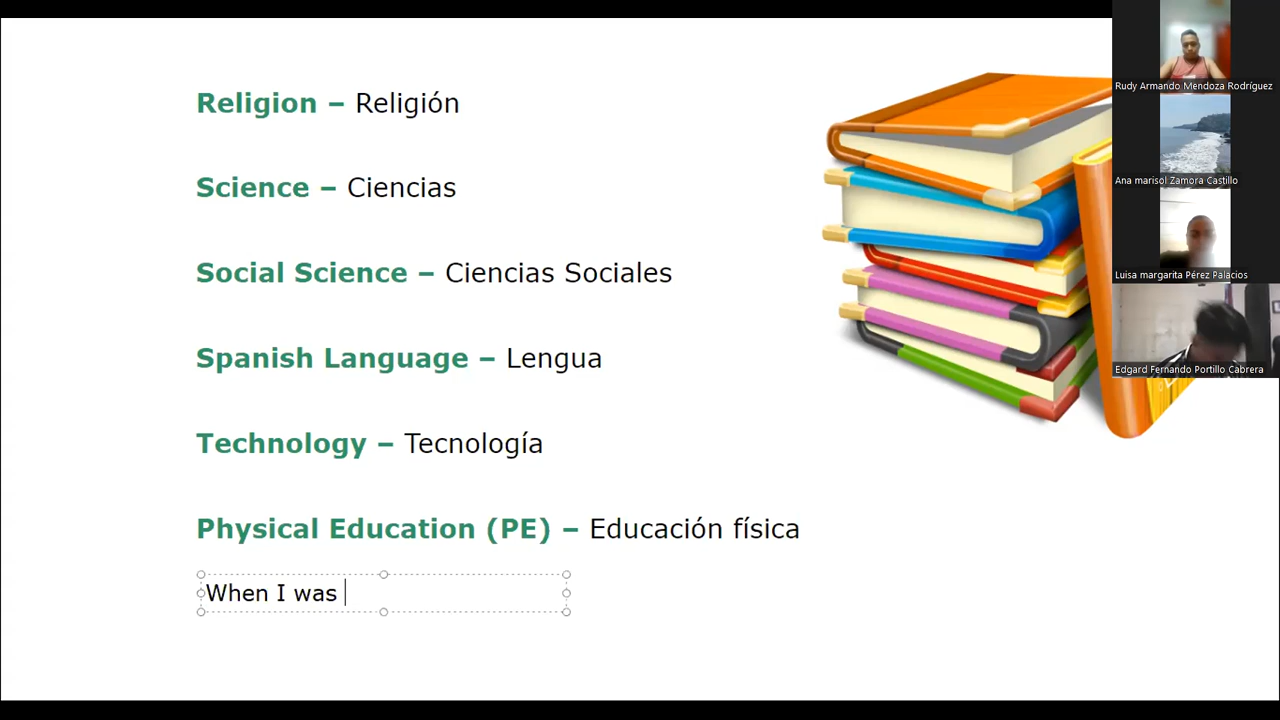 Religion – Religión
Science – Ciencias
Social Science – Ciencias Sociales
Spanish Language – Lengua
Technology – Tecnología
Physical Education (PE) – Educación física
When I was
Rudy Armando Mendoza Rodríguez
Ana marisol Zamora Castillo
Luisa margarita Pérez Palacios
Edgard Fernando Portillo Cabrera